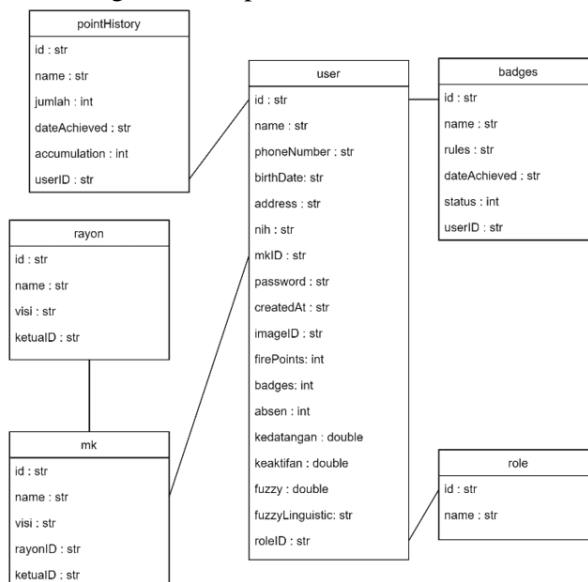 pointHistory
id : str
name : str
jumlah : int
dateAchieved : str
accumulation : int
userID : str
user
id : str
name : str
phoneNumber : str
birthDate: str
address : str
nih : str
mkID : str
password : str
createdAt : str
imageID : str
firePoints: int
badges: int
absen : int
kedatangan : double
keaktifan : double
fuzzy : double
fuzzyLinguistic: str
roleID : str
badges
id : str
name : str
rules : str
dateAchieved : str
status : int
userID : str
rayon
id : str
name : str
visi : str
ketuaID : str
mk
id : str
name : str
visi : str
rayonID : str
ketuaID : str
role
id : str
name : str